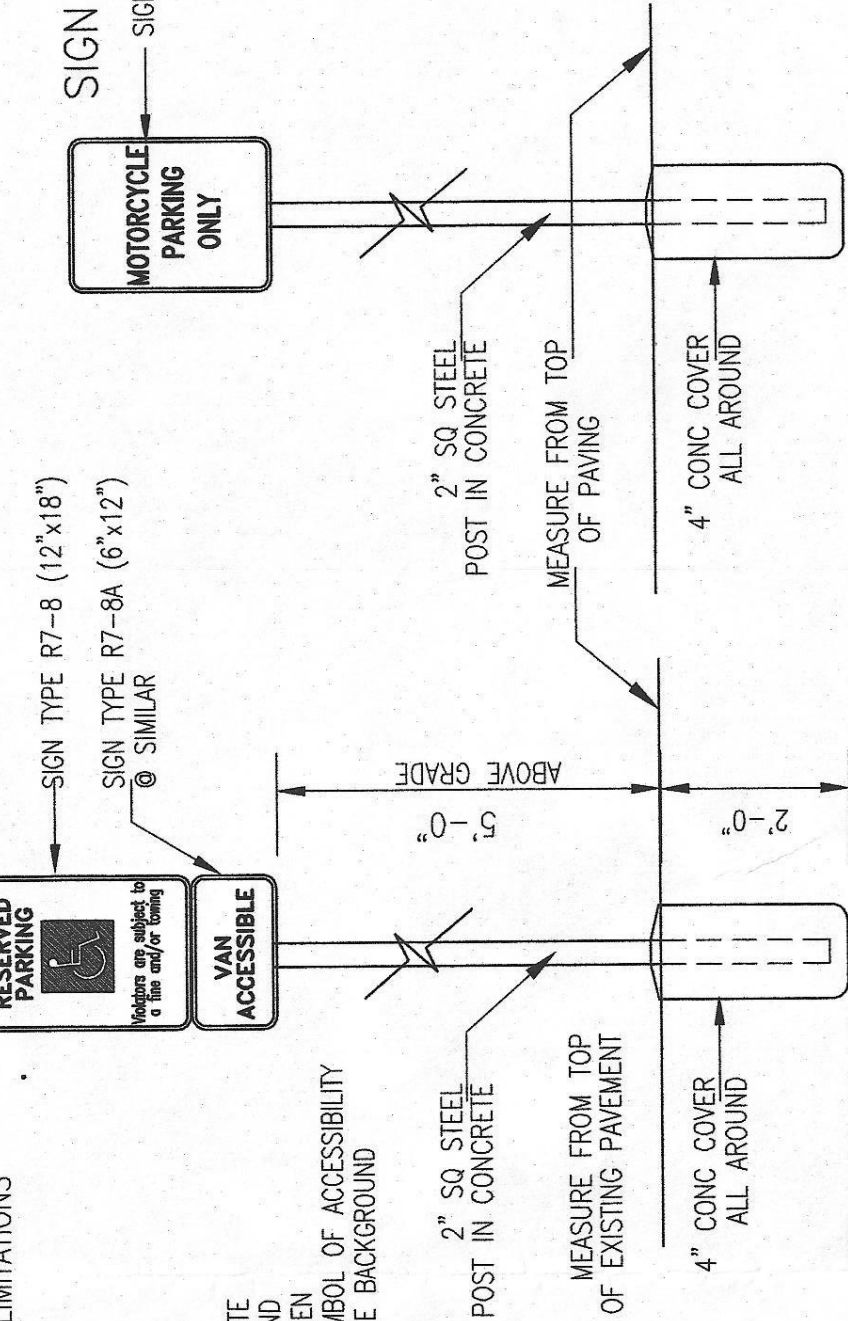 LIMITATIONS
SIGN
SIGN
RESERVED
PARKING
Violators are subject to
a fine and/or towing
VAN
ACCESSIBLE
SIGN TYPE R7-8 (12"x18")
SIGN TYPE R7-8A (6"x12")
@ SIMILAR
MOTORCYCLE
PARKING
ONLY
MBOL OF ACCESSIBILITY
E BACKGROUND
5'-0"
ABOVE GRADE
2'-0"
2" SQ STEEL
POST IN CONCRETE
MEASURE FROM TOP
OF EXISTING PAVEMENT
4" CONC COVER
ALL AROUND
2" SQ STEEL
POST IN CONCRETE
MEASURE FROM TOP
OF PAVING
4" CONC COVER
ALL AROUND